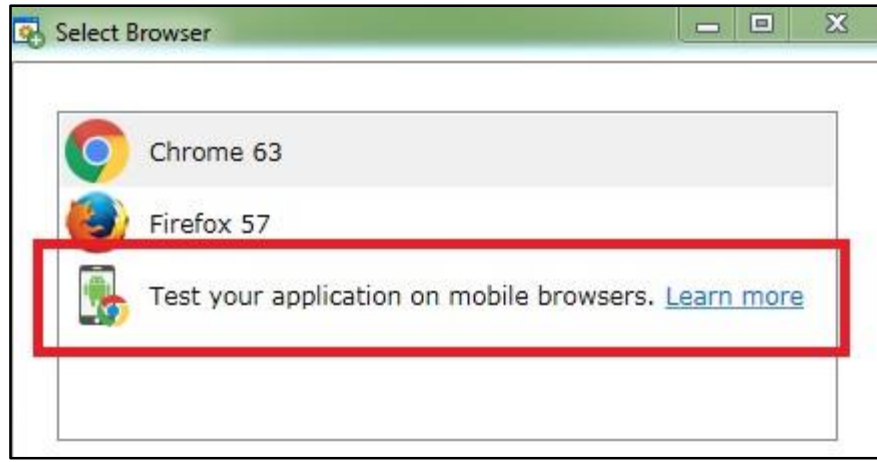 Select Browser
Chrome 63
Firefox 57
Test your application on mobile browsers. Learn more